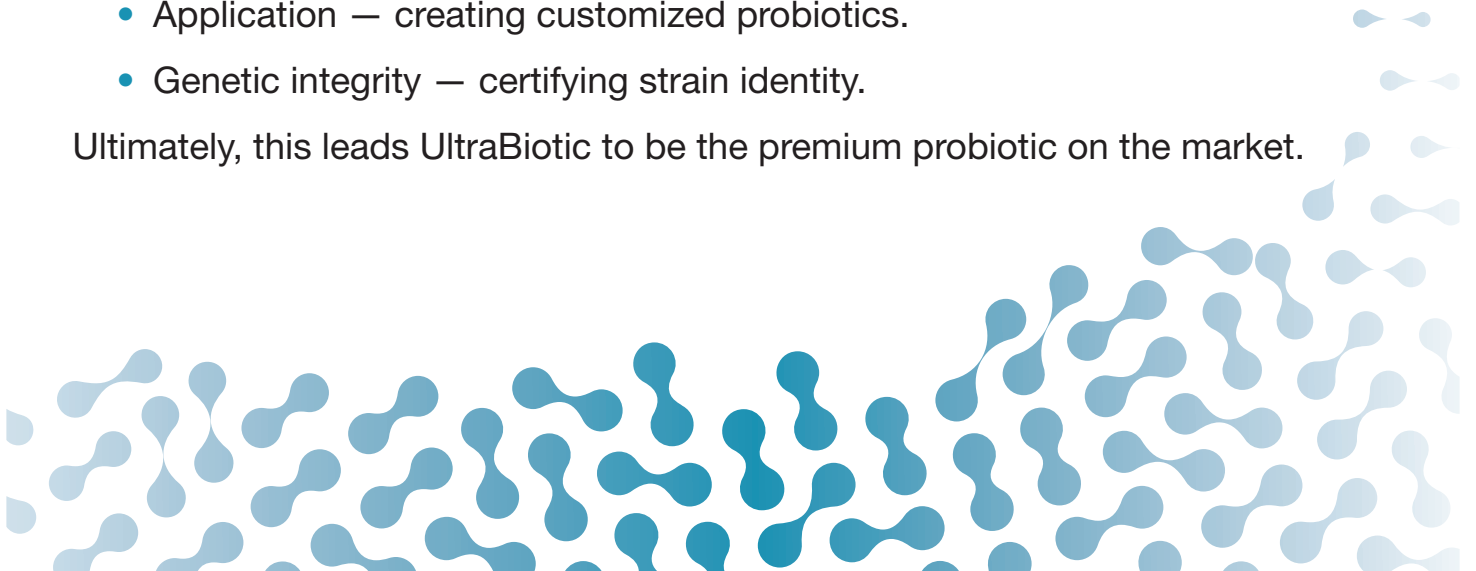 • Application — creating customized probiotics.
• Genetic integrity — certifying strain identity.
Ultimately, this leads UltraBiotic to be the premium probiotic on the market.